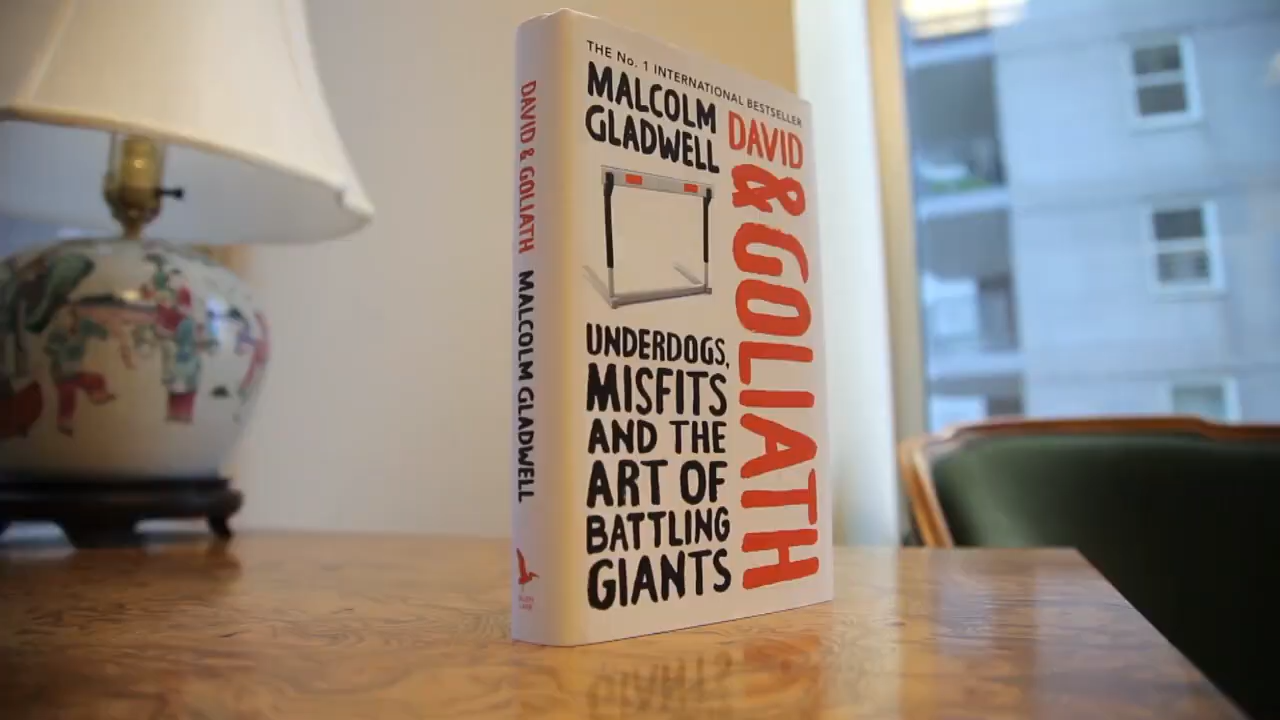 DAVID & GOLIATH MALCOLM GLADWELL
THE No. 1 INTERNATIONAL BESTSELLER
MALCOLM
GLADWELL
DAVID
& GOLIATH
UNDERDOGS,
MISFITS
AND THE
ART OF
BATTLING
GIANTS